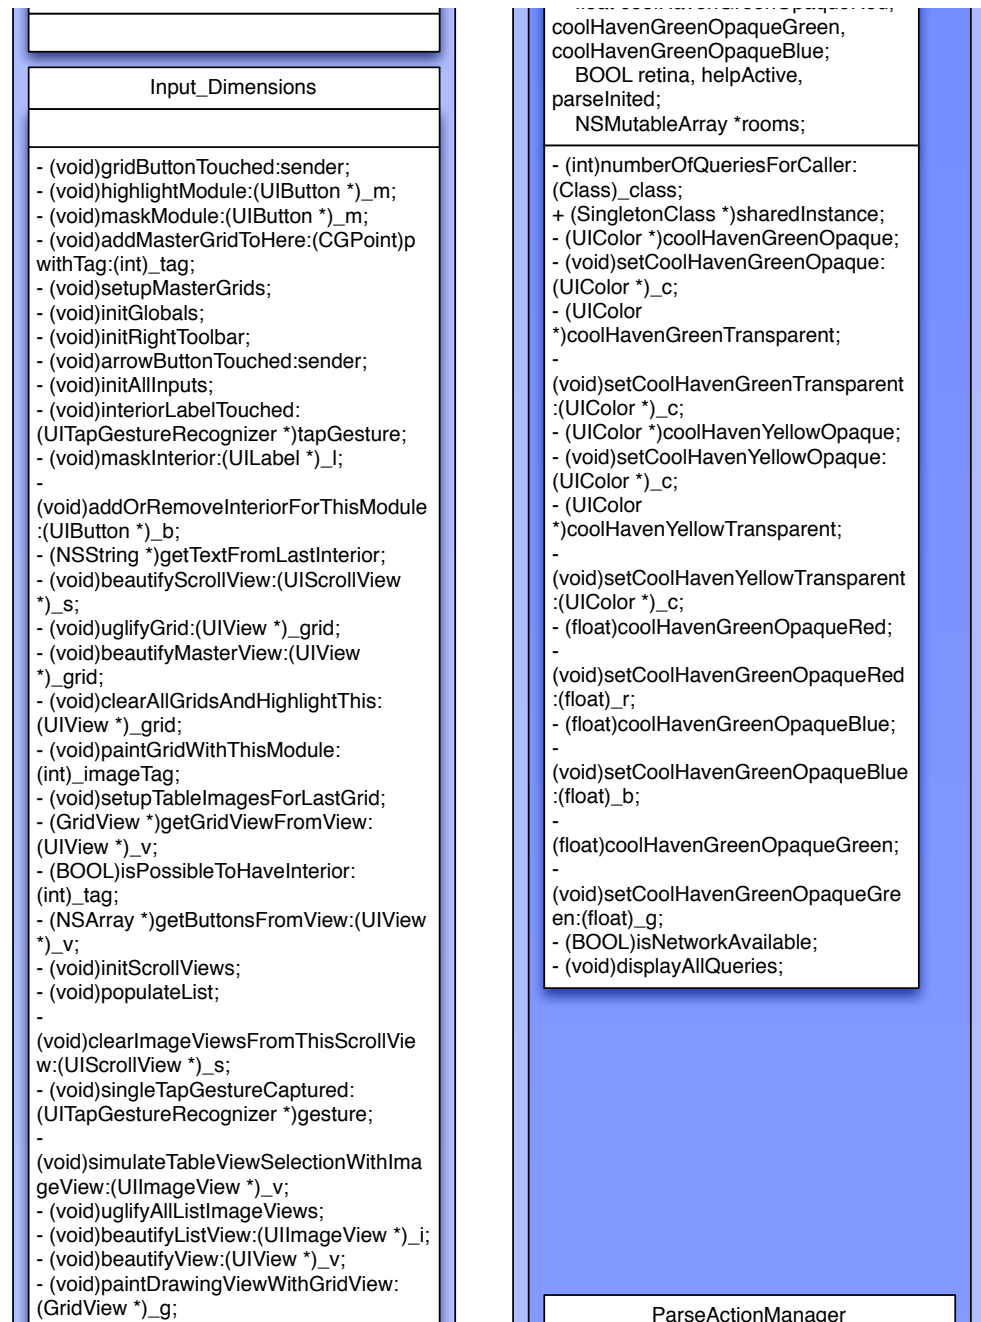 Input_Dimensions
- (void)gridButtonTouched:sender;
- (void)highlightModule:(UIButton *)_m;
- (void)maskModule:(UIButton *)_m;
- (void)addMasterGridToHere:(CGPoint)p
withTag:(int)_tag;
- (void)setupMasterGrids;
- (void)initGlobals;
- (void)initRightToolbar;
- (void)arrowButtonTouched:sender;
- (void)initAllInputs;
- (void)interiorLabelTouched:
(UITapGestureRecognizer *)tapGesture;
- (void)maskInterior:(UILabel *)_l;
-
(void)addOrRemoveInteriorForThisModule
:(UIButton *)_b;
- (NSString *)getTextFromLastInterior;
- (void)beautifyScrollView:(UIScrollView
*)_s;
- (void)uglifyGrid:(UIView *)_grid;
- (void)beautifyMasterView:(UIView
*)_grid;
- (void)clearAllGridsAndHighlightThis:
(UIView *)_grid;
- (void)paintGridWithThisModule:
(int)_imageTag;
- (void)setupTableImagesForLastGrid;
- (GridView *)getGridViewFromView:
(UIView *)_v;
- (BOOL)isPossibleToHaveInterior:
(int)_tag;
- (NSArray *)getButtonsFromView:(UIView
*)_v;
- (void)initScrollViews;
- (void)populateList;
-
(void)clearImageViewsFromThisScrollVie
w:(UIScrollView *)_s;
- (void)singleTapGestureCaptured:
(UITapGestureRecognizer *)gesture;
-
(void)simulateTableViewSelectionWithIma
geView:(UIImageView *)_v;
- (void)uglifyAllListImageViews;
- (void)beautifyListView:(UIImageView *)_i;
- (void)beautifyView:(UIView *)_v;
- (void)paintDrawingViewWithGridView:
(GridView *)_g;
float coolHavenGreenOpaqueRed,
coolHavenGreenOpaqueGreen,
coolHavenGreenOpaqueBlue;
BOOL retina, helpActive,
parseInited;
NSMutableArray *rooms;
- (int)numberOfQueriesForCaller:
(Class)_class;
+ (SingletonClass *)sharedInstance;
- (UIColor *)coolHavenGreenOpaque;
- (void)setCoolHavenGreenOpaque:
(UIColor *)_c;
- (UIColor
*)coolHavenGreenTransparent;
-
(void)setCoolHavenGreenTransparent
:(UIColor *)_c;
- (UIColor *)coolHavenYellowOpaque;
- (void)setCoolHavenYellowOpaque:
(UIColor *)_c;
- (UIColor
*)coolHavenYellowTransparent;
-
(void)setCoolHavenYellowTransparent
:(UIColor *)_c;
- (float)coolHavenGreenOpaqueRed;
-
(void)setCoolHavenGreenOpaqueRed
:(float)_r;
- (float)coolHavenGreenOpaqueBlue;
-
(void)setCoolHavenGreenOpaqueBlue
:(float)_b;
-
(float)coolHavenGreenOpaqueGreen;
-
(void)setCoolHavenGreenOpaqueGre
en:(float)_g;
- (BOOL)isNetworkAvailable;
- (void)displayAllQueries;
ParseActionManager